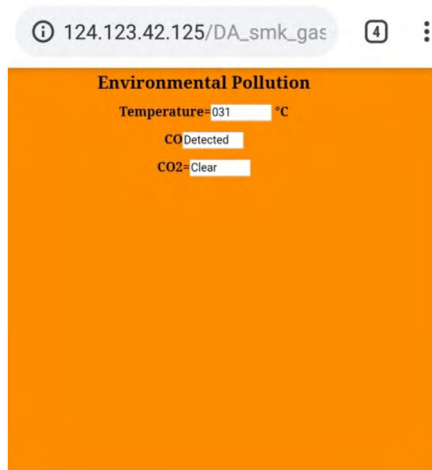 124.123.42.125/DA_smk_gas
4
Environmental Pollution
Temperature=031 °C
CO Detected
CO2=Clear